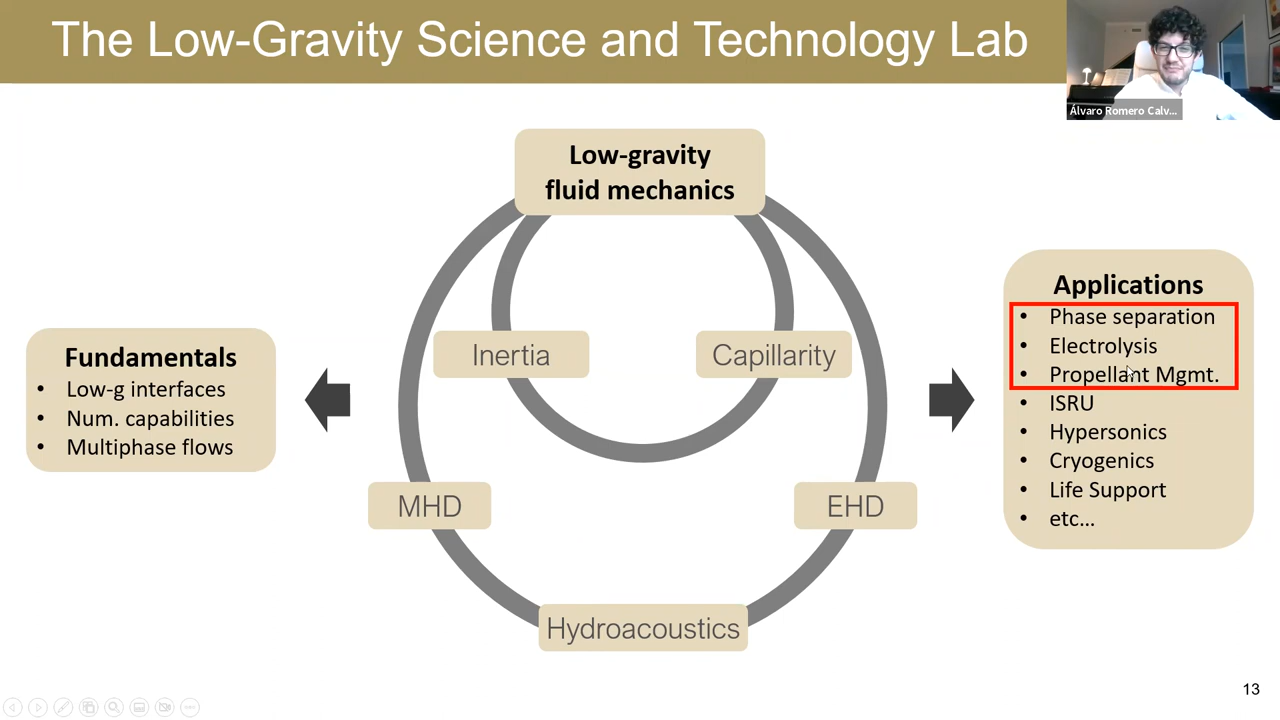 The Low-Gravity Science and Technology Lab
Álvaro Romero Calv...
Low-gravity
fluid mechanics
Inertia
Capillarity
MHD
EHD
Hydroacoustics
Fundamentals
• Low-g interfaces
• Num. capabilities
• Multiphase flows
Applications
• Phase separation
• Electrolysis
• Propellant Mgmt.
• ISRU
• Hypersonics
• Cryogenics
• Life Support
• etc...
13